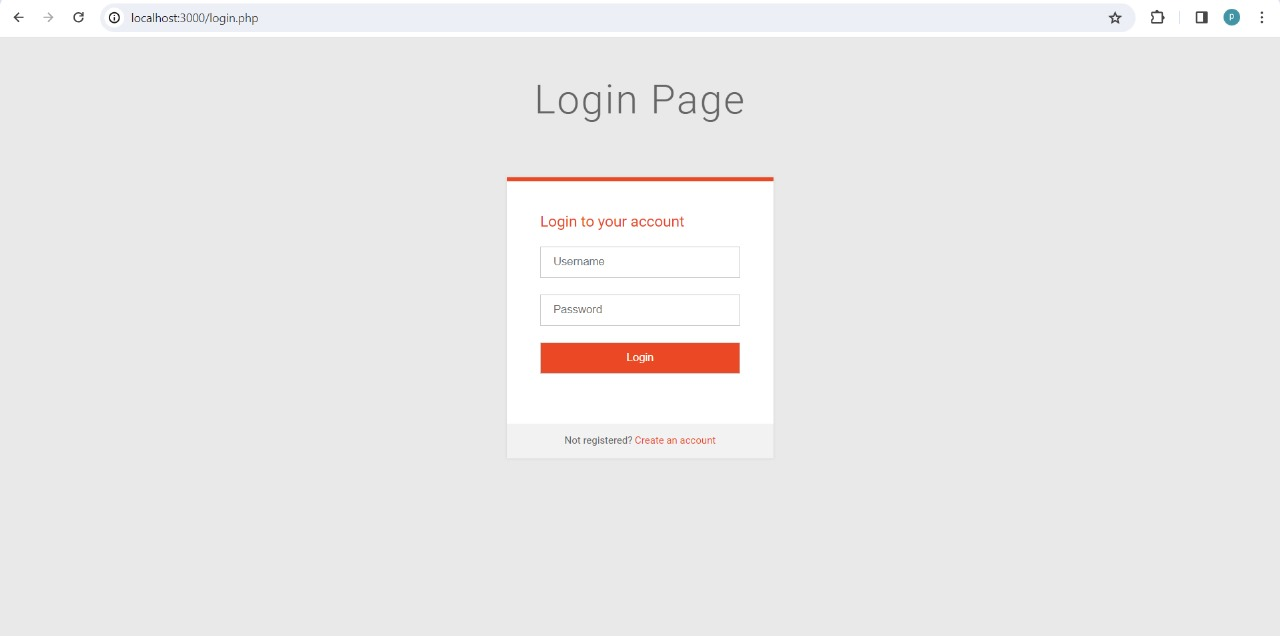 localhost:3000/login.php
P
Login Page
Login to your account
Username
Password
Login
Not registered? Create an account